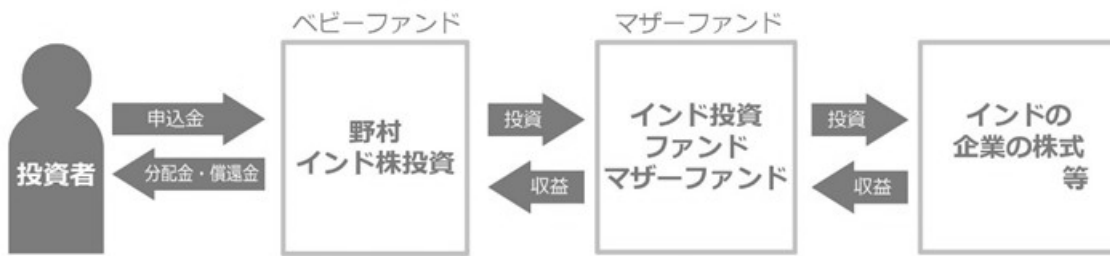 ベビーファンド
マザーファンド
投資者
申込金
分配金・償還金
野村
インド株投資
投資
収益
インド投資
ファンド
マザーファンド
投資
収益
インドの
企業の株式
等